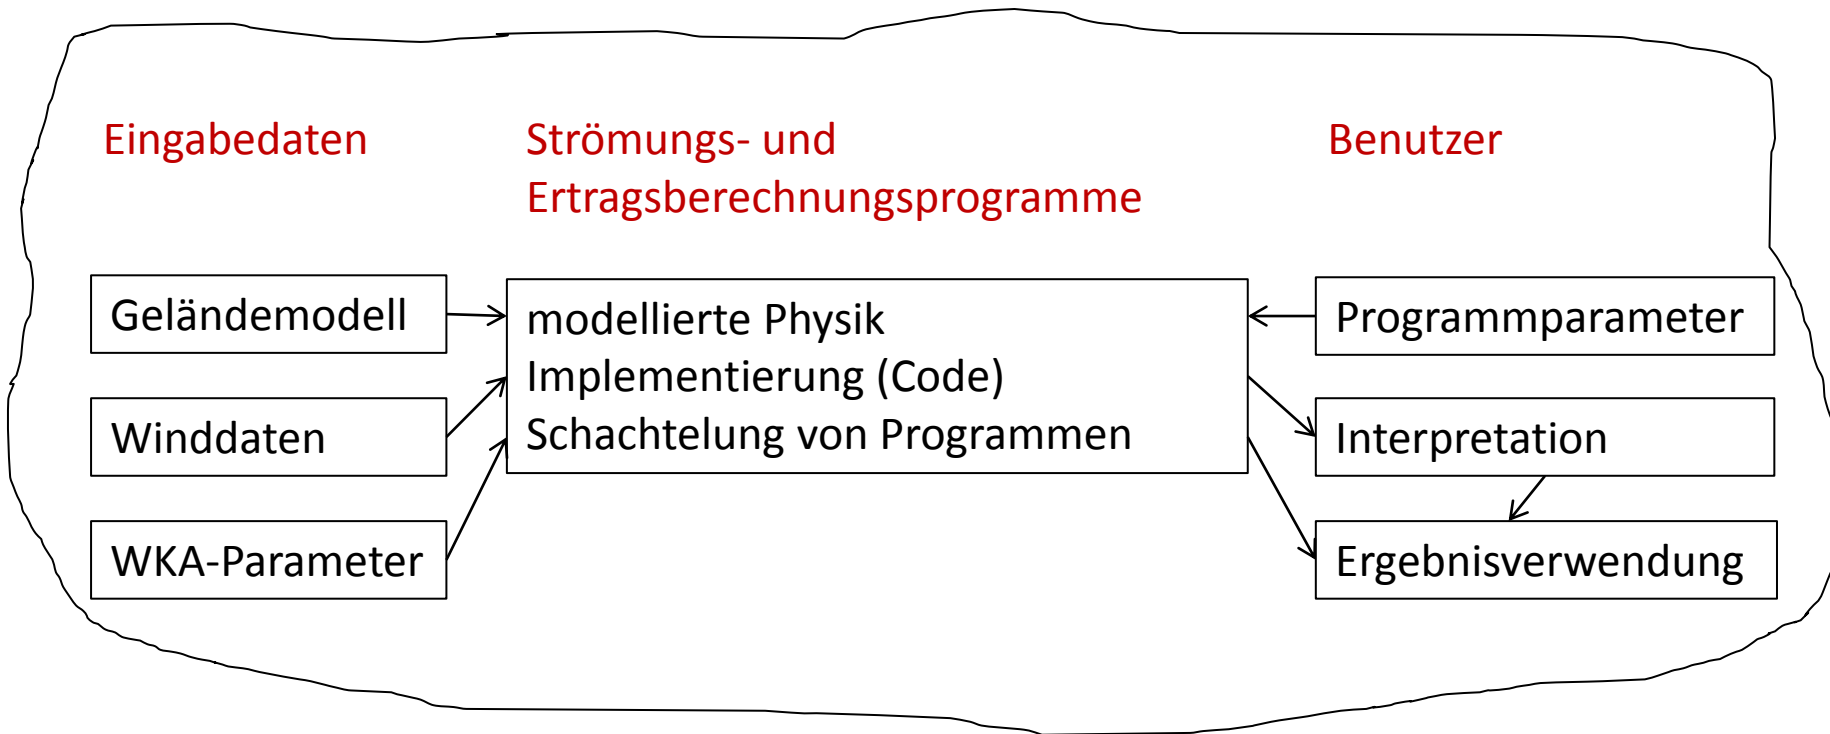 Eingabedaten
Strömungs- und
Ertragsberechnungsprogramme
Benutzer
Geländemodell
Winddaten
WKA-Parameter
modellierte Physik
Implementierung (Code)
Schachtelung von Programmen
Programmparameter
Interpretation
Ergebnisverwendung